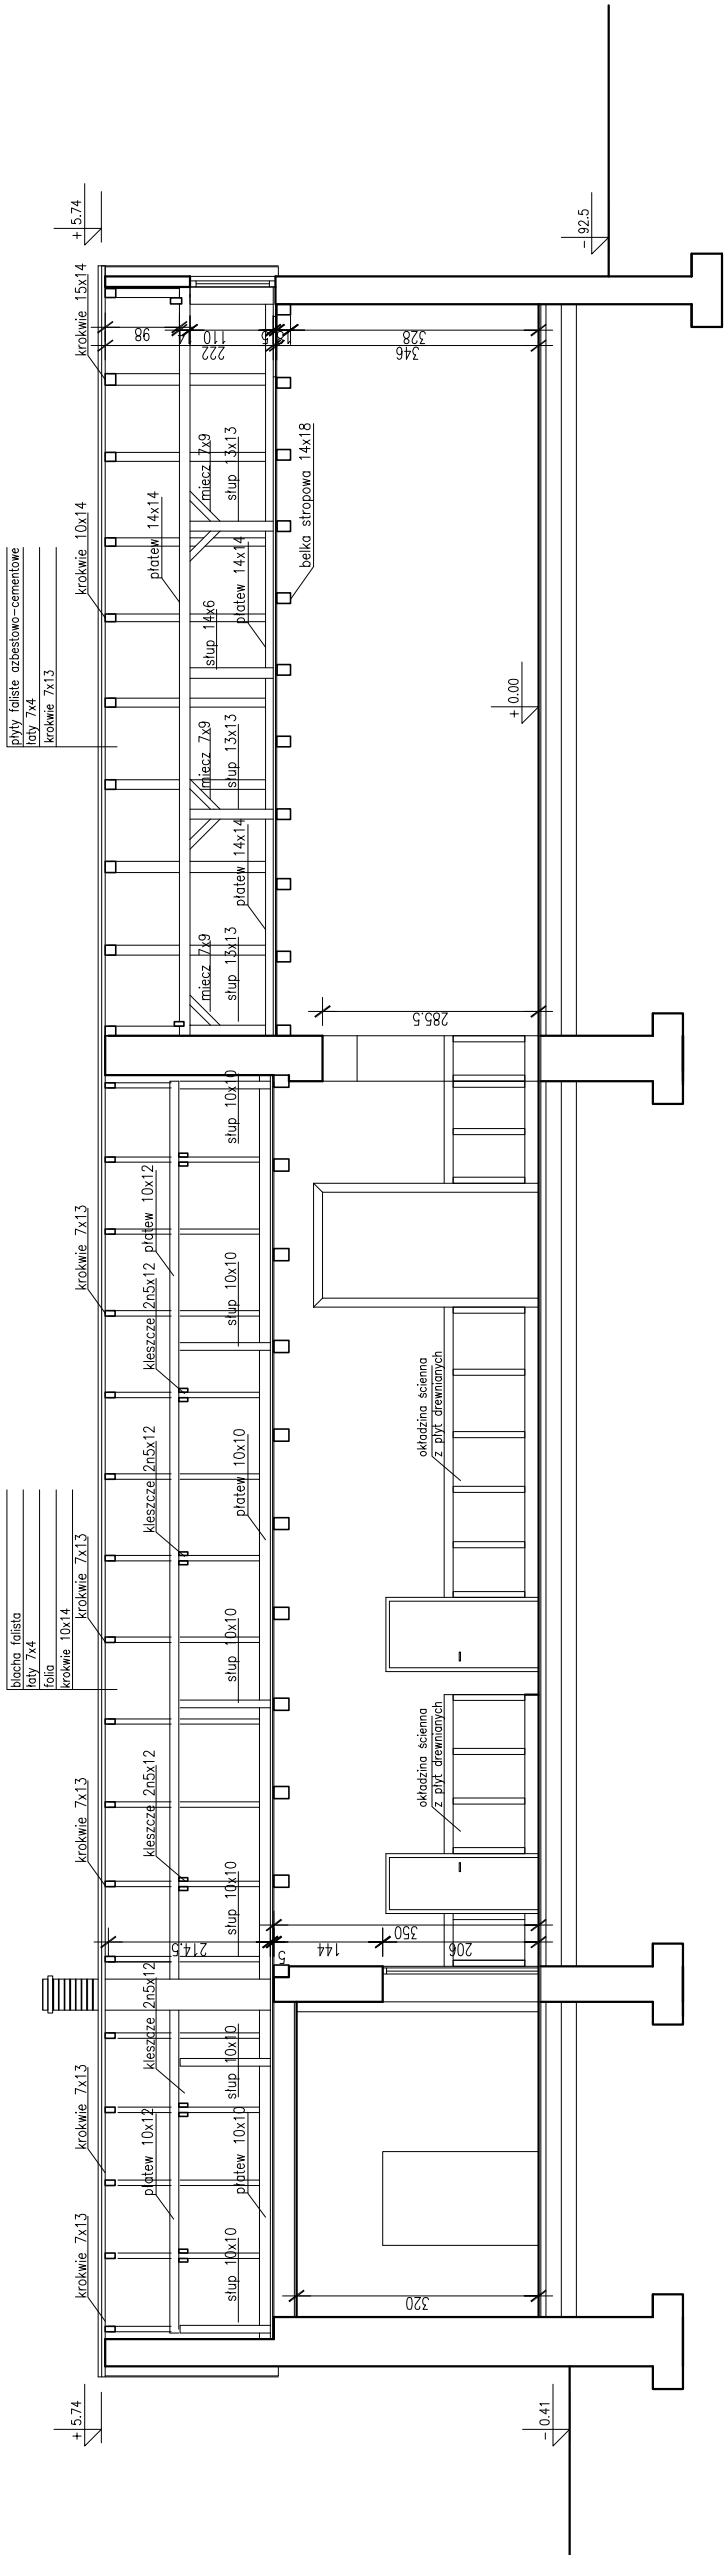 + 5.74
- 92.5
krokwie 15x14
98
14
110
222
5
18
328
346
miecz 7x9
słup 13x13
belka stropowa 14x18
płatew 14x14
krokwie 10x14
płyty faliste azbestowo-cementowe
łaty 7x4
krokwie 7x13
płatew 14x14
słup 14x6
+ 0.00
miecz 7x9
słup 13x13
płatew 14x14
miecz 7x9
słup 13x13
285.5
słup 10x10
płatew 10x12
krokwie 7x13
kleszcze 2n5x12
słup 10x10
okładzina ścienna
z płyt drewnianych
kleszcze 2n5x12
płatew 10x10
blacha falista
łaty 7x4
folia
krokwie 10x14
krokwie 7x13
słup 10x10
okładzina ścienna
z płyt drewnianych
krokwie 7x13
kleszcze 2n5x12
słup 10x10
214.5
5
144
350
206
kleszcze 2n5x12
słup 10x10
krokwie 7x13
płatew 10x12
płatew 10x10
krokwie 7x13
słup 10x10
320
+ 5.74
- 0.41